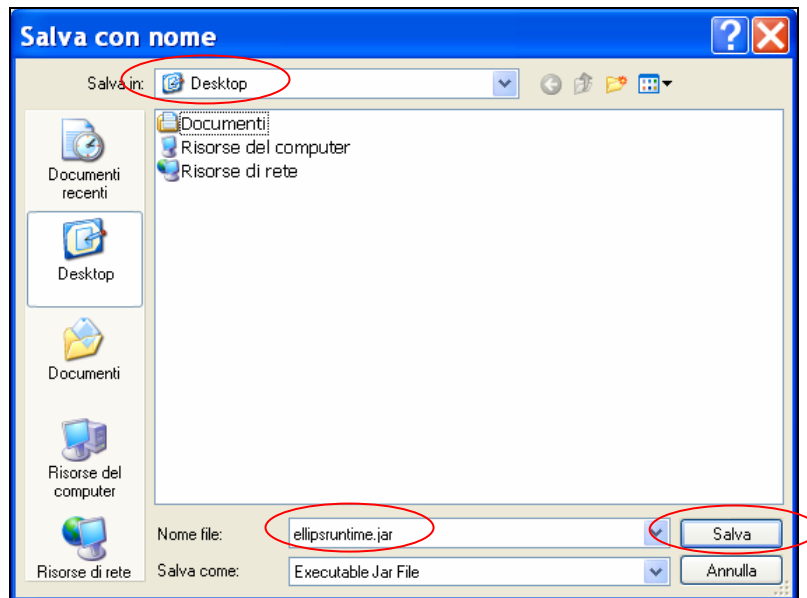 Salva con nome
Salva in: Desktop
Documenti
Risorse del computer
Risorse di rete
Documenti
recenti
Desktop
Documenti
Risorse del
computer
Risorse di rete
Nome file: ellipsruntime.jar Salva
Salva come: Executable Jar File Annulla